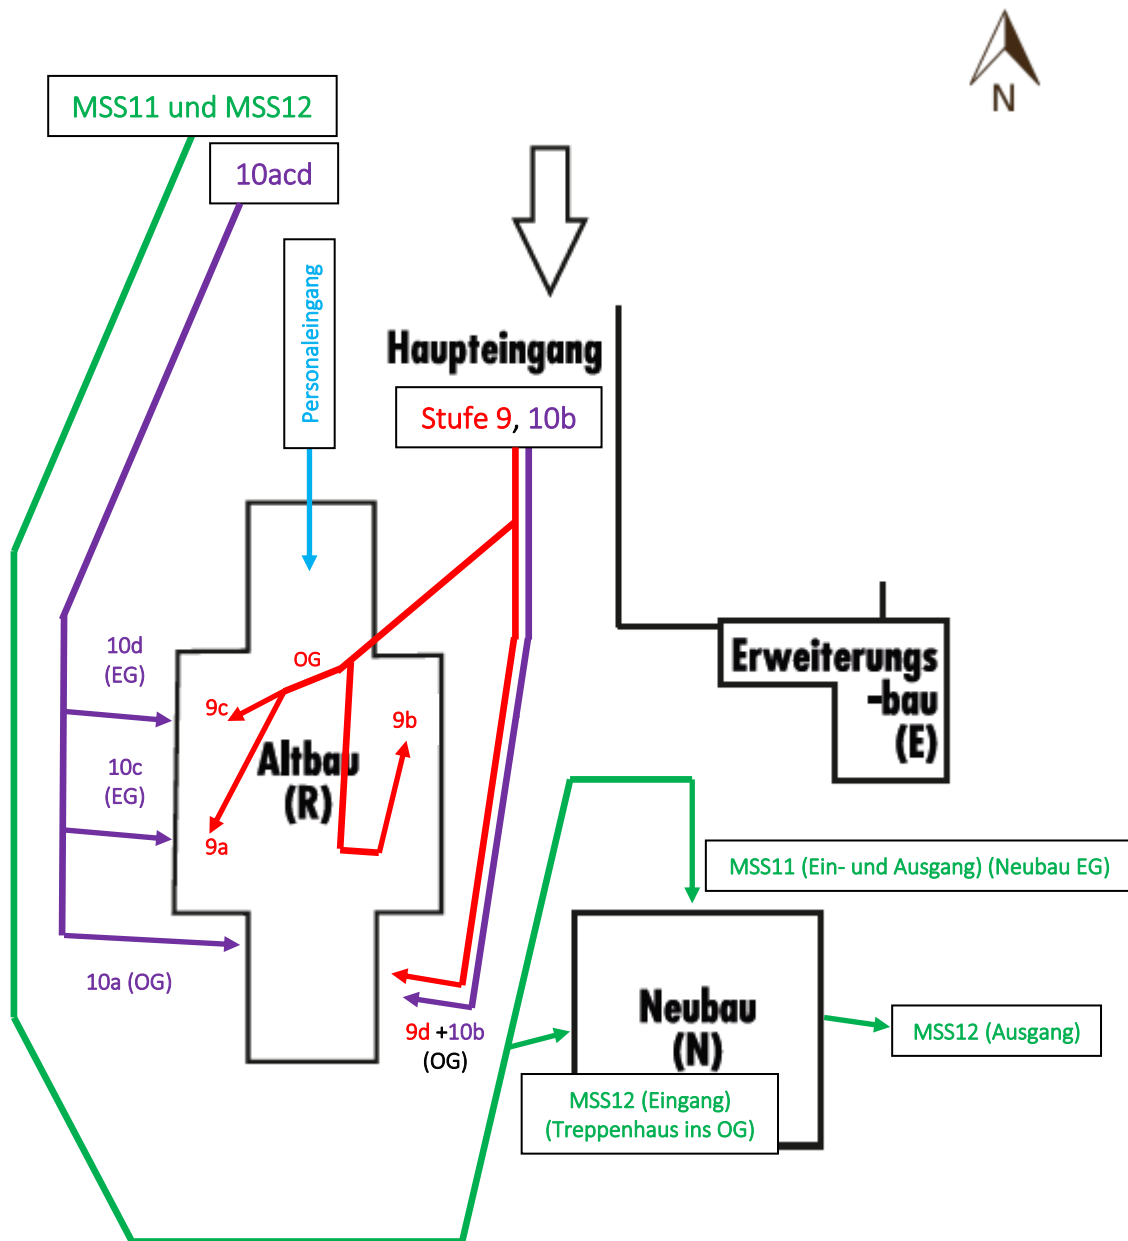 N
MSS11 und MSS12
10acd
Personaleingang
Haupteingang
Stufe 9, 10b
10d
(EG)
OG
9c
9b
Erweiterungs
-bau
(E)
10c
(EG)
Altbau
(R)
9a
MSS11 (Ein- und Ausgang) (Neubau EG)
10a (OG)
9d +10b
(OG)
Neubau
(N)
MSS12 (Ausgang)
MSS12 (Eingang)
(Treppenhaus ins OG)